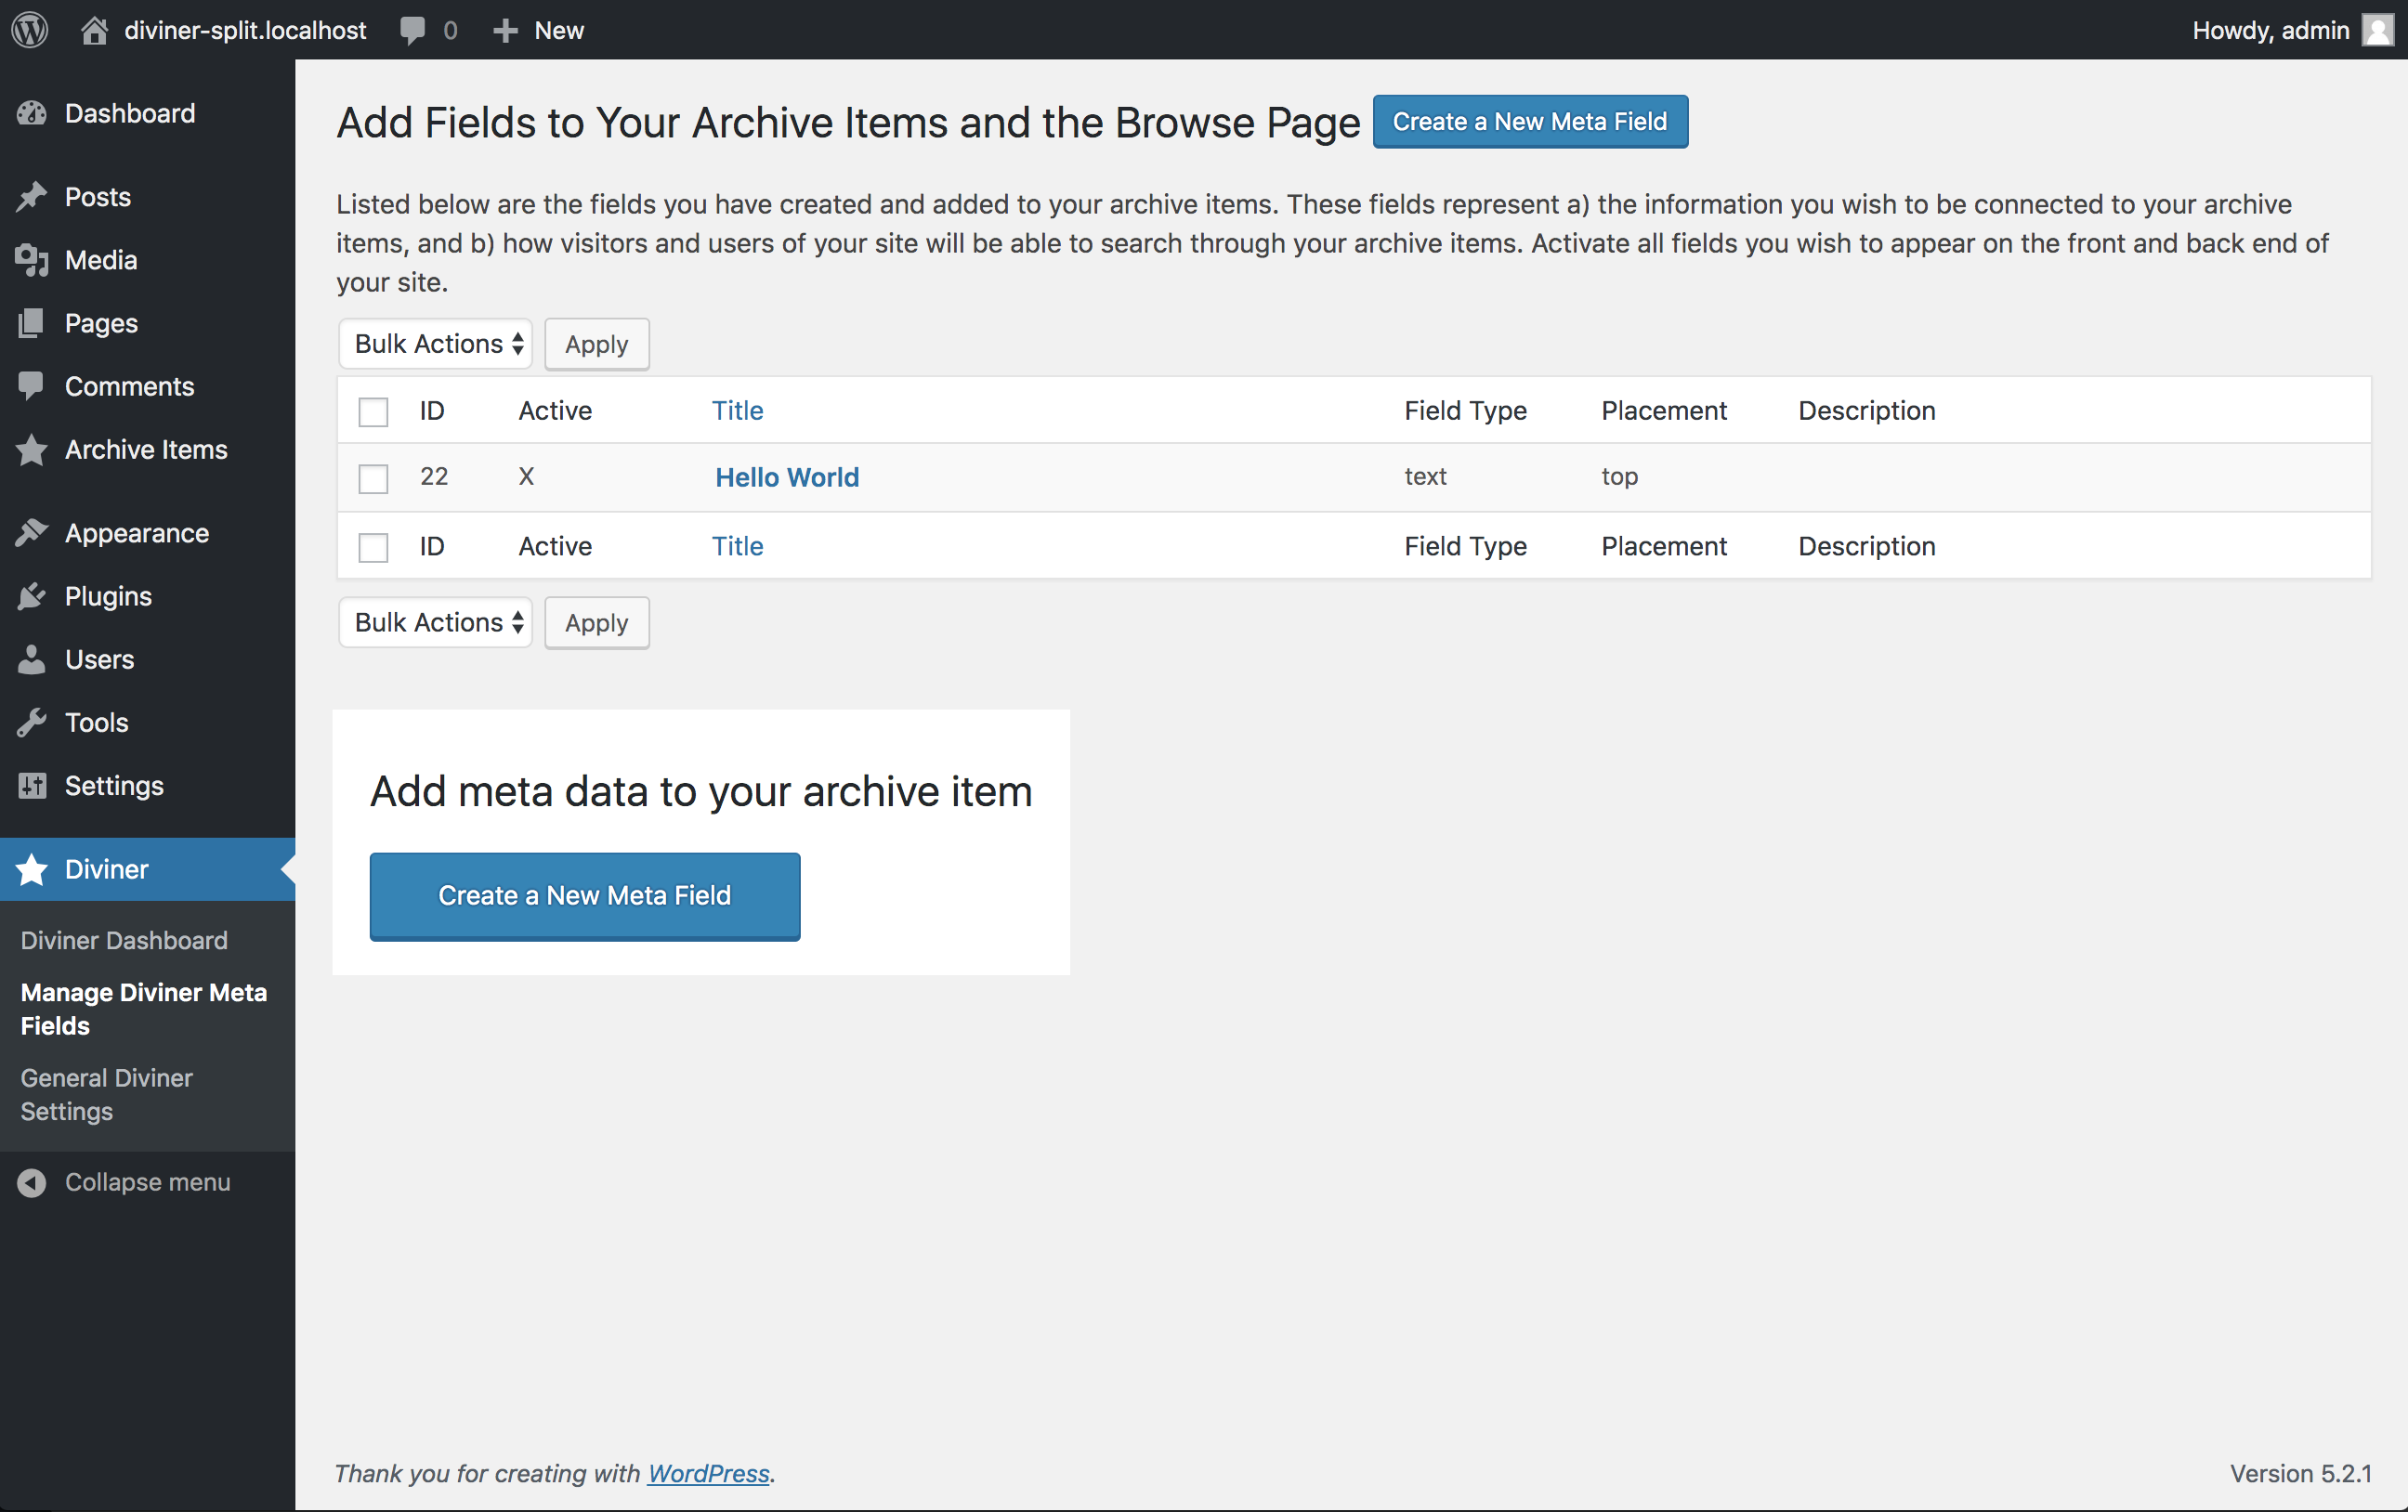 diviner-split.localhost 0 New Howdy, admin
Dashboard
Posts
Media
Pages
Comments
Archive Items
Appearance
Plugins
Users
Tools
Settings
Diviner
Diviner Dashboard
Manage Diviner Meta
Fields
General Diviner
Settings
Collapse menu
Add Fields to Your Archive Items and the Browse Page Create a New Meta Field
Listed below are the fields you have created and added to your archive items. These fields represent a) the information you wish to be connected to your archive
items, and b) how visitors and users of your site will be able to search through your archive items. Activate all fields you wish to appear on the front and back end of
your site.
Bulk Actions Apply
ID Active Title Field Type Placement Description
22 X Hello World text top
ID Active Title Field Type Placement Description
Bulk Actions Apply
Add meta data to your archive item
Create a New Meta Field
Thank you for creating with WordPress. Version 5.2.1